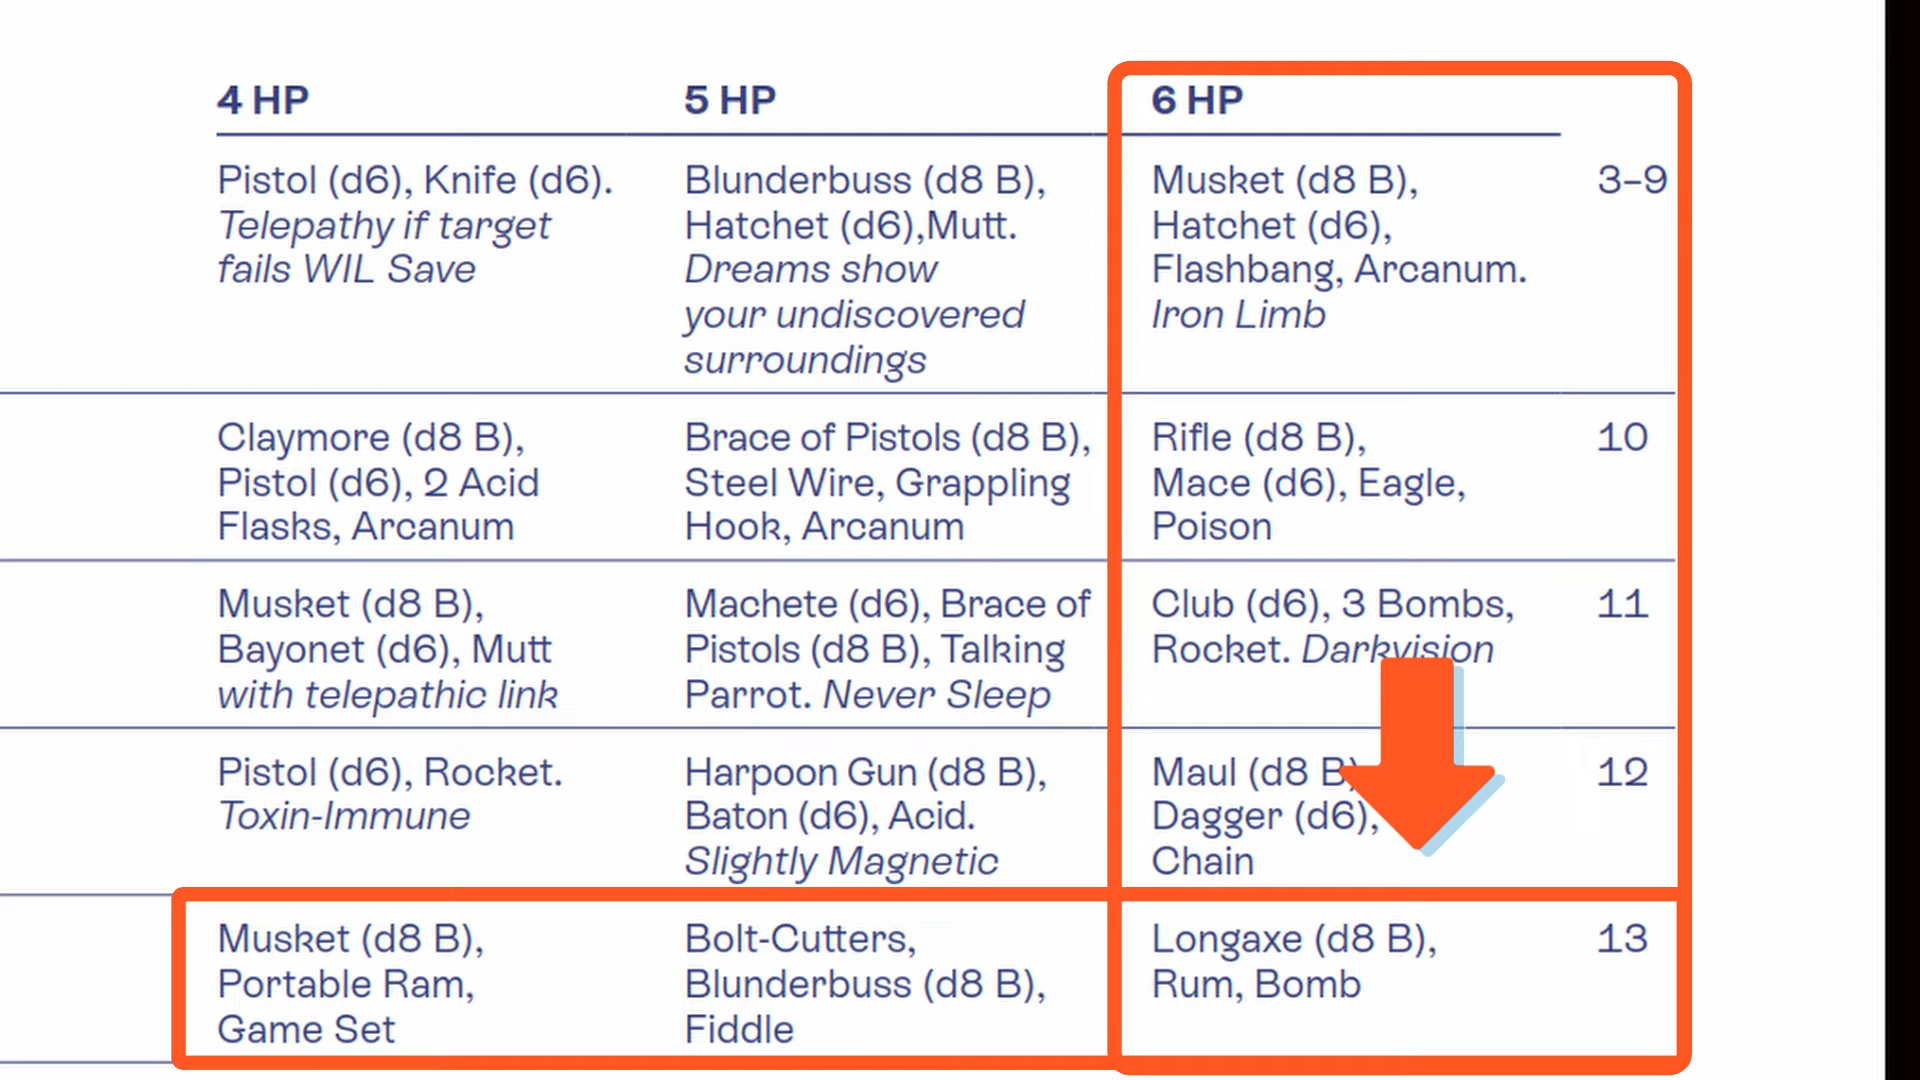 4 HP
5 HP
6 HP
Pistol (d6), Knife (d6).
Telepathy if target
fails WIL Save
Blunderbuss (d8 B),
Hatchet (d6),Mutt.
Dreams show
your undiscovered
surroundings
Musket (d8 B),
Hatchet (d6),
Flashbang, Arcanum.
Iron Limb
3–9
Claymore (d8 B),
Pistol (d6), 2 Acid
Flasks, Arcanum
Brace of Pistols (d8 B),
Steel Wire, Grappling
Hook, Arcanum
Rifle (d8 B),
Mace (d6), Eagle,
Poison
10
Musket (d8 B),
Bayonet (d6), Mutt
with telepathic link
Machete (d6), Brace of
Pistols (d8 B), Talking
Parrot. Never Sleep
Club (d6), 3 Bombs,
Rocket. Darkvision
11
Pistol (d6), Rocket.
Toxin-Immune
Harpoon Gun (d8 B),
Baton (d6), Acid.
Slightly Magnetic
Maul (d8 B)
Dagger (d6),
Chain
12
Musket (d8 B),
Portable Ram,
Game Set
Bolt-Cutters,
Blunderbuss (d8 B),
Fiddle
Longaxe (d8 B),
Rum, Bomb
13